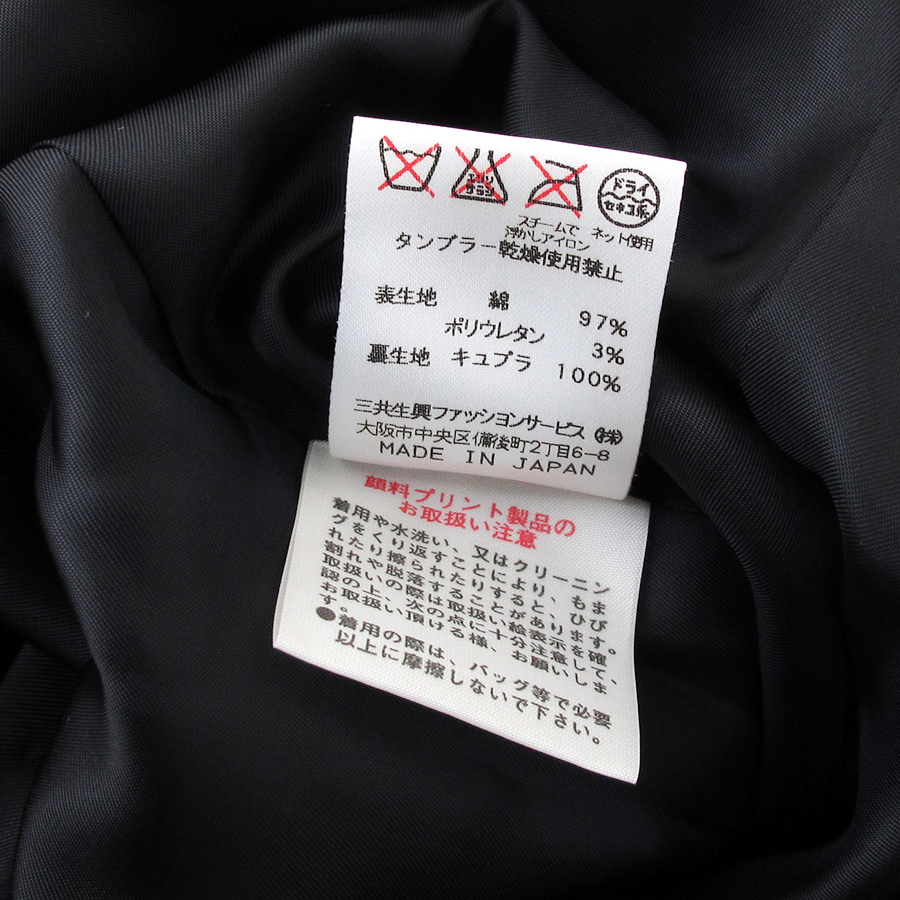 エンソ
サラシ
ドライ
セキユ系
スチームで ネット使用
浮かしアイロン
タンブラー乾燥使用禁止
表生地 綿 97%
ポリウレタン 3%
裏生地 キュプラ 100%
三共生興ファッションサービス㈱
大阪市中央区備後町2丁目6-8
MADE IN JAPAN
顔料プリント製品の
お取扱い注意
着用や水洗い、又はクリーニン
グをくり返すことにより、もま
れたり擦られたりすると、ひび
割れや脱落することがあります。
取扱いの際は取扱い絵表示を確
認の上、次の点に十分注意して、
お取扱い頂ける様、お願いしま
す。
●着用の際は、バッグ等で必要
以上に摩擦しないで下さい。